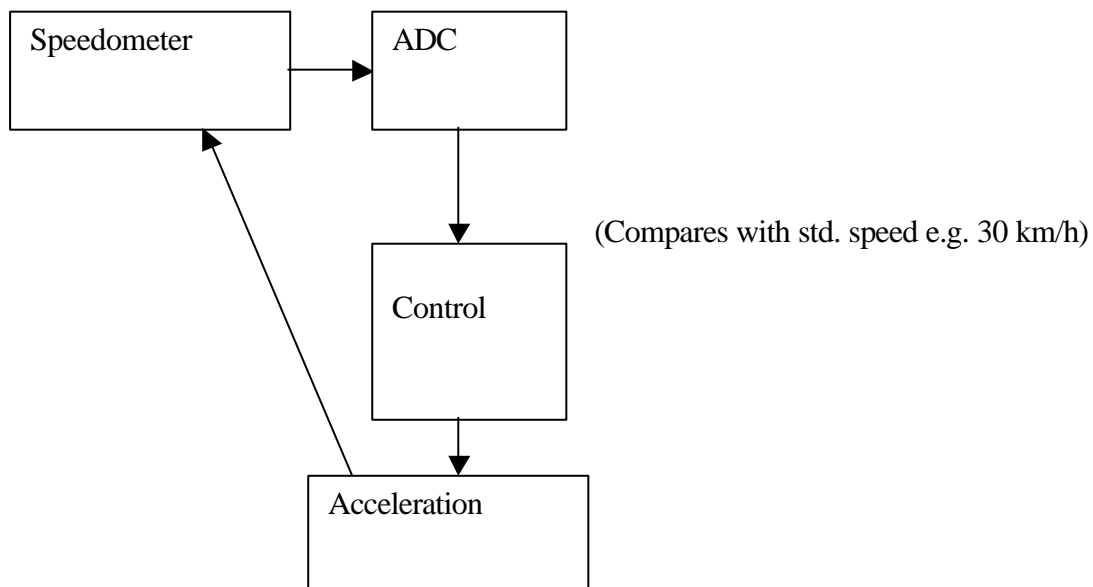 Speedometer
ADC
(Compares with std. speed e.g. 30 km/h)
Control
Acceleration